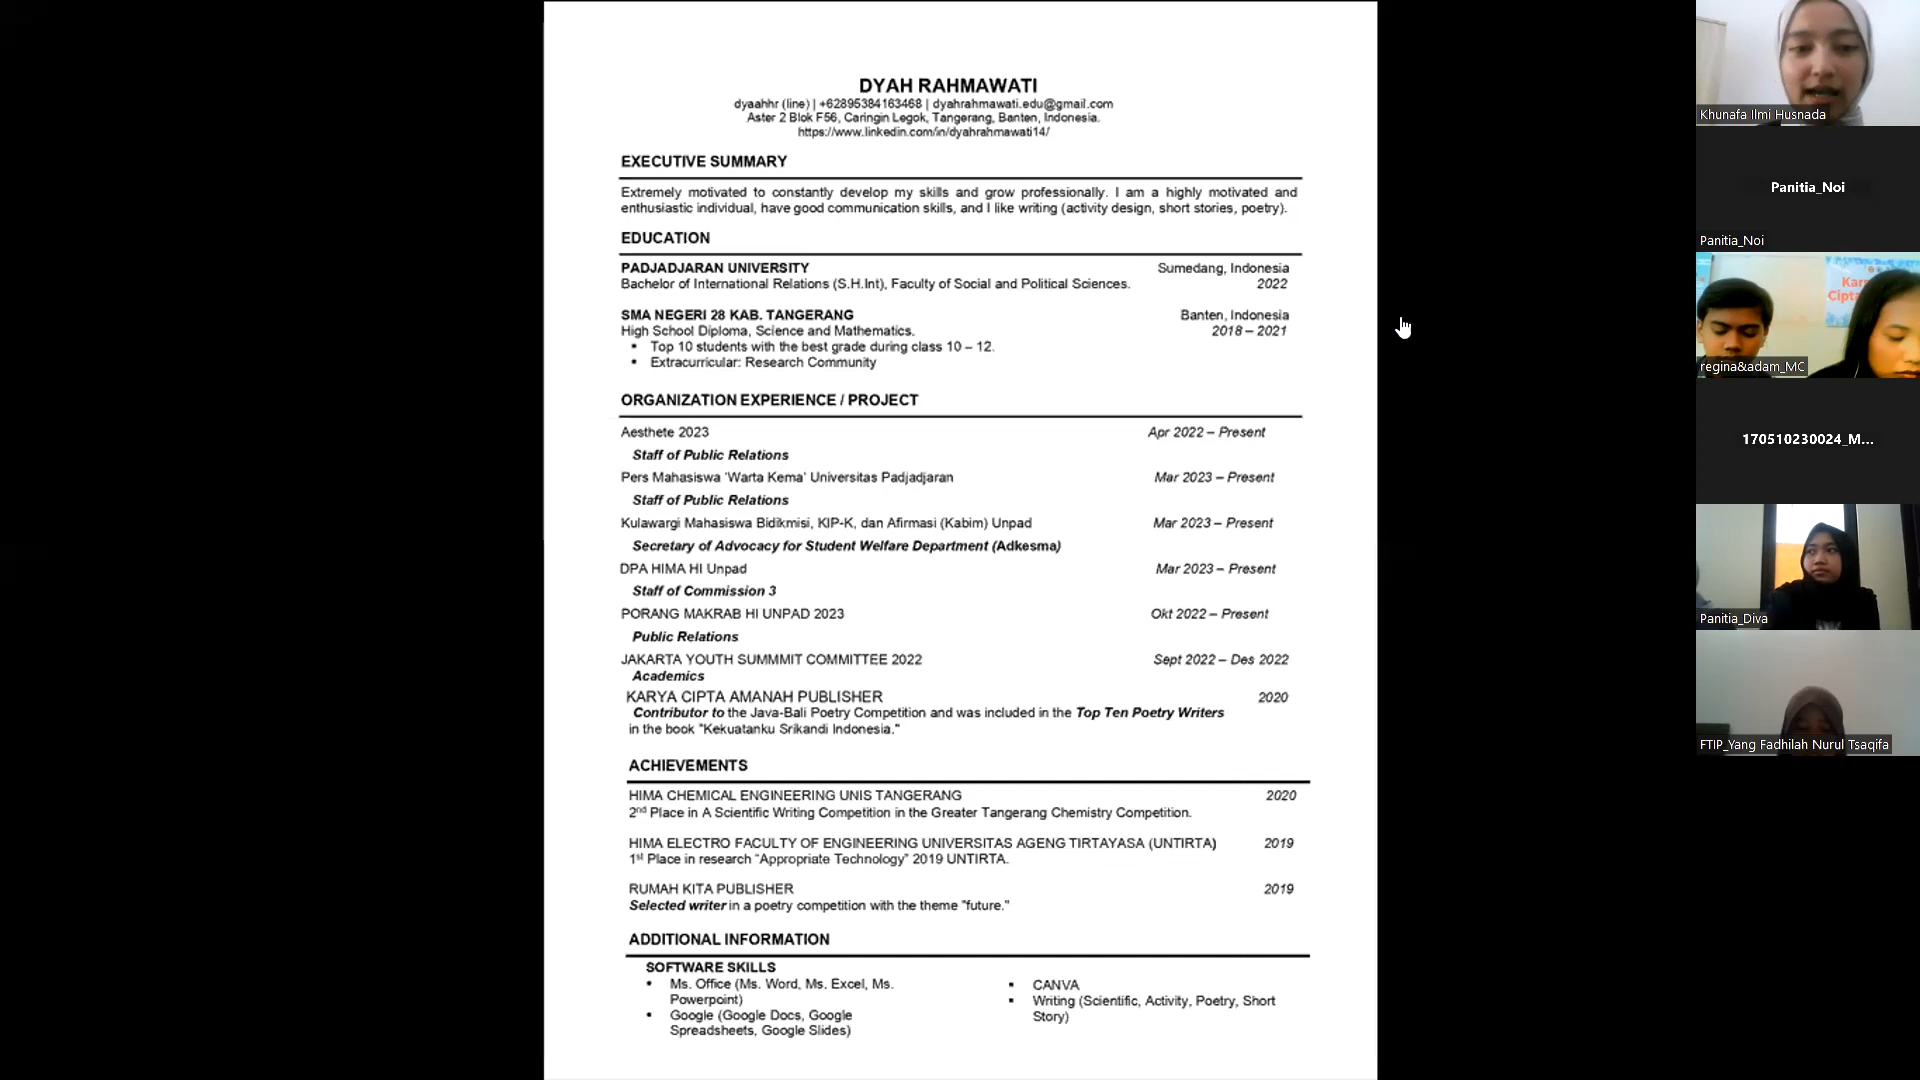 DYAH RAHMAWATI
dyaahhr (line) | +62895384163468 | dyahrahmawati.edu@gmail.com
Aster 2 Blok F56, Caringin Legok, Tangerang, Banten, Indonesia.
https://www.linkedin.com/in/dyahrahmawati14/
EXECUTIVE SUMMARY
Extremely motivated to constantly develop my skills and grow professionally. I am a highly motivated and
enthusiastic individual, have good communication skills, and I like writing (activity design, short stories, poetry).
EDUCATION
PADJADJARAN UNIVERSITY Sumedang, Indonesia
Bachelor of International Relations (S.H.Int), Faculty of Social and Political Sciences. 2022
SMA NEGERI 28 KAB. TANGERANG Banten, Indonesia
High School Diploma, Science and Mathematics. 2018 – 2021
▪ Top 10 students with the best grade during class 10 – 12.
▪ Extracurricular: Research Community
ORGANIZATION EXPERIENCE / PROJECT
Aesthete 2023 Apr 2022 – Present
Staff of Public Relations
Pers Mahasiswa 'Warta Kema' Universitas Padjadjaran Mar 2023 – Present
Staff of Public Relations
Kulawargi Mahasiswa Bidikmisi, KIP-K, dan Afirmasi (Kabim) Unpad Mar 2023 – Present
Secretary of Advocacy for Student Welfare Department (Adkesma)
DPA HIMA HI Unpad Mar 2023 – Present
Staff of Commission 3
PORANG MAKRAB HI UNPAD 2023 Okt 2022 – Present
Public Relations
JAKARTA YOUTH SUMMMIT COMMITTEE 2022 Sept 2022 – Des 2022
Academics
KARYA CIPTA AMANAH PUBLISHER 2020
Contributor to the Java-Bali Poetry Competition and was included in the Top Ten Poetry Writers
in the book "Kekuatanku Srikandi Indonesia."
ACHIEVEMENTS
HIMA CHEMICAL ENGINEERING UNIS TANGERANG 2020
2nd Place in A Scientific Writing Competition in the Greater Tangerang Chemistry Competition.
HIMA ELECTRO FACULTY OF ENGINEERING UNIVERSITAS AGENG TIRTAYASA (UNTIRTA) 2019
1st Place in research "Appropriate Technology" 2019 UNTIRTA.
RUMAH KITA PUBLISHER 2019
Selected writer in a poetry competition with the theme "future."
ADDITIONAL INFORMATION
SOFTWARE SKILLS
▪ Ms. Office (Ms. Word, Ms. Excel, Ms.
Powerpoint)
▪ Google (Google Docs, Google
Spreadsheets, Google Slides)
▪ CANVA
▪ Writing (Scientific, Activity, Poetry, Short
Story)
Khunafa Ilmi Husnada
Panitia_Noi
Panitia_Noi
regina&adam_MC
170510230024_M...
Panitia_Diva
FTIP_Yang Fadhilah Nurul Tsaqifa